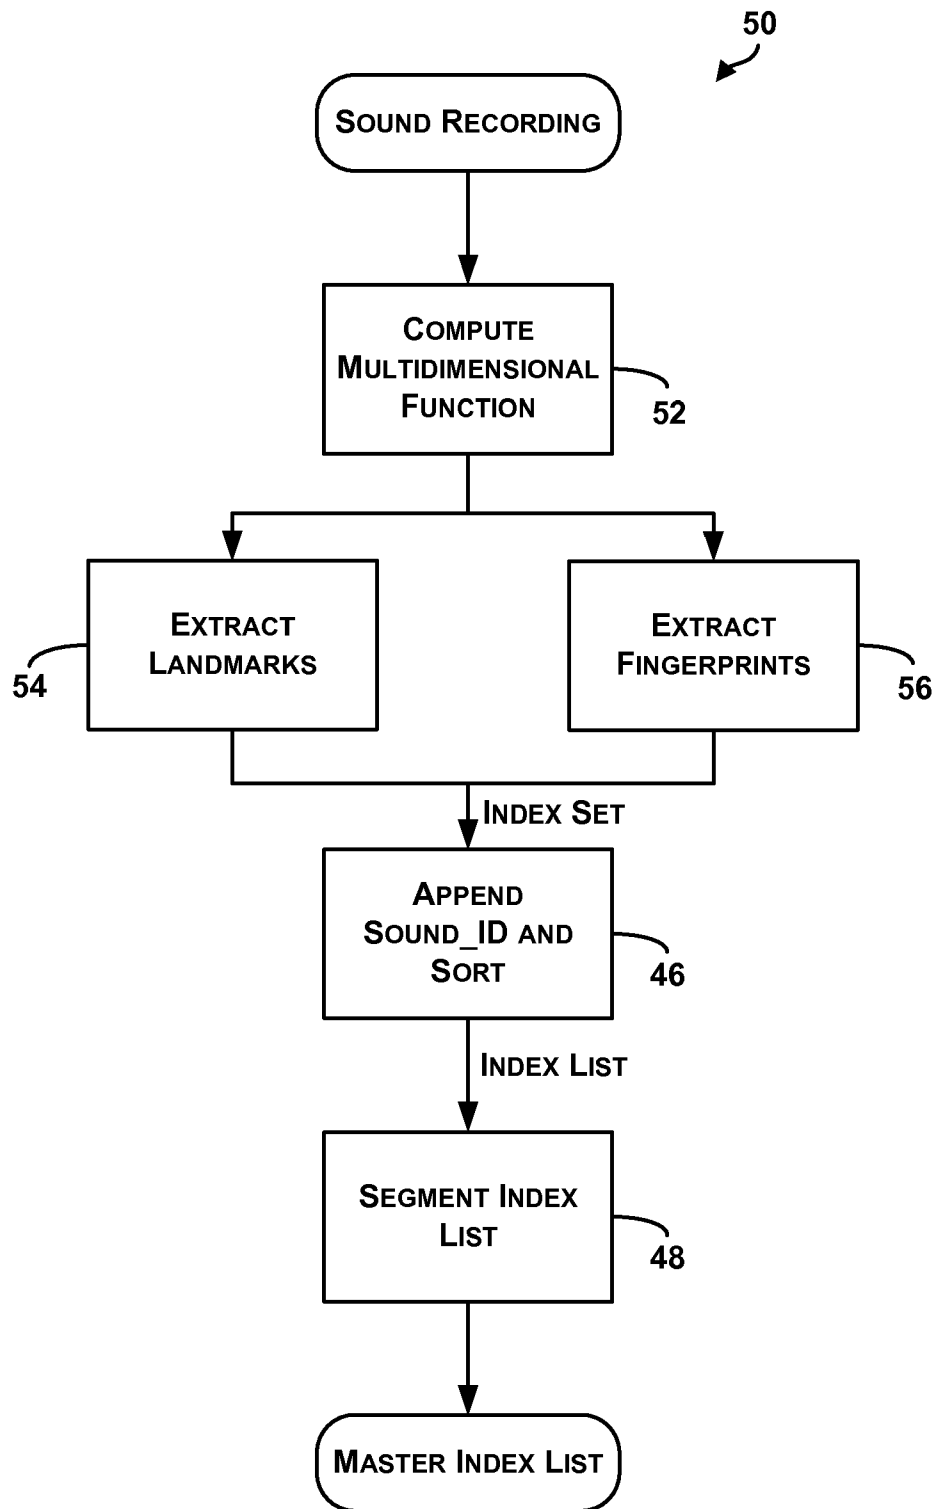 50
SOUND RECORDING
COMPUTE
MULTIDIMENSIONAL
FUNCTION
52
EXTRACT
LANDMARKS
54
EXTRACT
FINGERPRINTS
56
INDEX SET
APPEND
SOUND_ID AND
SORT
46
INDEX LIST
SEGMENT INDEX
LIST
48
MASTER INDEX LIST